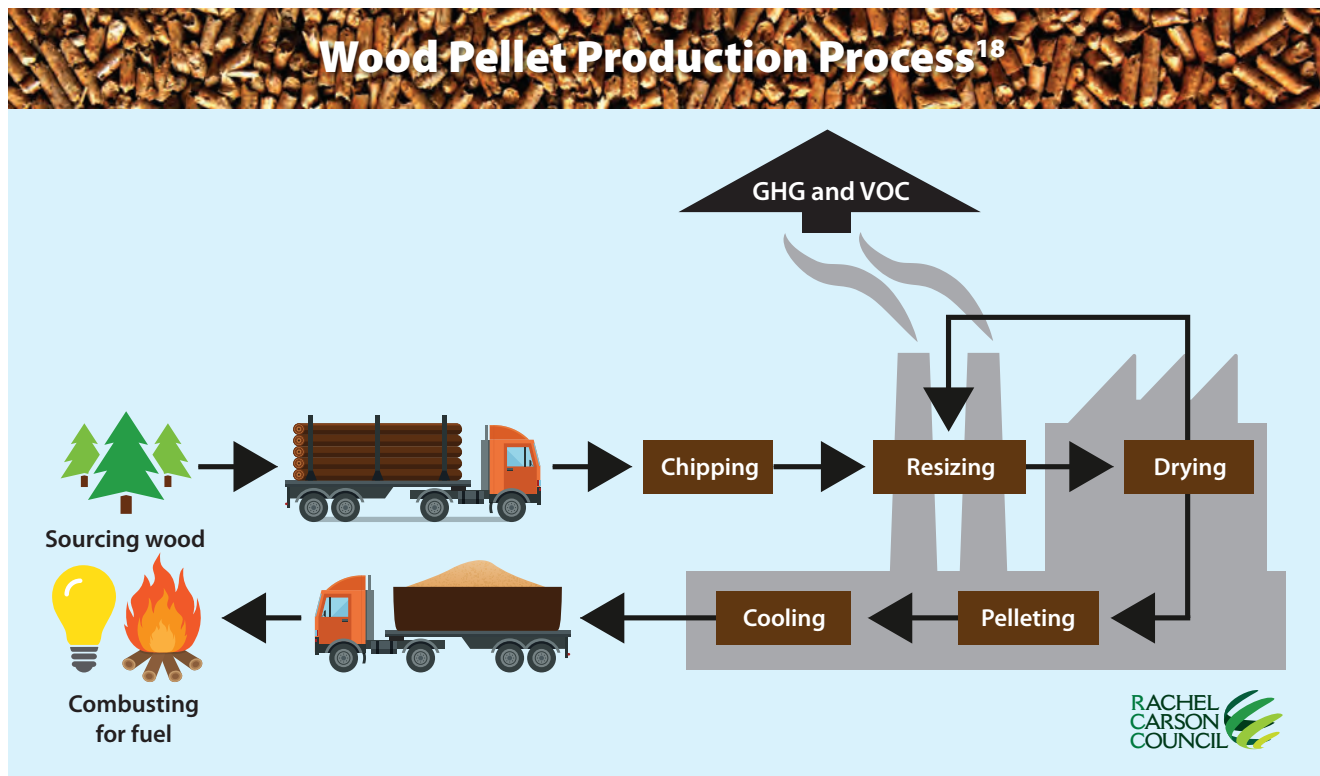 Wood Pellet Production Process18
GHG and VOC
Chipping
Resizing
Drying
Sourcing wood
Cooling
Pelleting
Combusting
for fuel
RACHEL
CARSON
COUNCIL